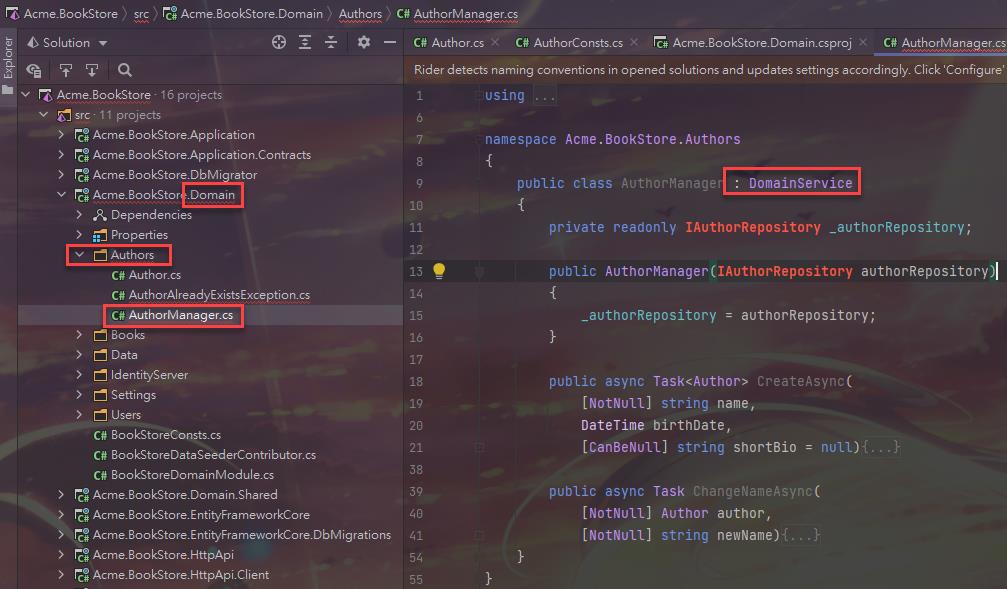 Acme.BookStore › src › Acme.BookStore.Domain › Authors › C# AuthorManager.cs
Explorer
Solution
C# Author.cs
C# AuthorConsts.cs
Acme.BookStore.Domain.csproj
C# AuthorManager.cs
Rider detects naming conventions in opened solutions and updates settings accordingly. Click 'Configure'
Acme.BookStore · 16 projects
src · 11 projects
C# Acme.BookStore.Application
C# Acme.BookStore.Application.Contracts
C# Acme.BookStore.DbMigrator
C# Acme.BookStore.Domain
Dependencies
Properties
Authors
C# Author.cs
C# AuthorAlreadyExistsException.cs
C# AuthorManager.cs
Books
Data
IdentityServer
Settings
Users
C# BookStoreConsts.cs
C# BookStoreDataSeederContributor.cs
C# BookStoreDomainModule.cs
C# Acme.BookStore.Domain.Shared
C# Acme.BookStore.EntityFrameworkCore
C# Acme.BookStore.EntityFrameworkCore.DbMigrations
C# Acme.BookStore.HttpApi
C# Acme.BookStore.HttpApi.Client
1 using ...
6
7 namespace Acme.BookStore.Authors
8 {
9 public class AuthorManager : DomainService
10 {
11 private readonly IAuthorRepository _authorRepository;
12
13 public AuthorManager(IAuthorRepository authorRepository)
14 {
15 _authorRepository = authorRepository;
16 }
17
18 public async Task<Author> CreateAsync(
19 [NotNull] string name,
20 DateTime birthDate,
21 [CanBeNull] string shortBio = null){...}
38
39 public async Task ChangeNameAsync(
40 [NotNull] Author author,
41 [NotNull] string newName){...}
54 }
55 }